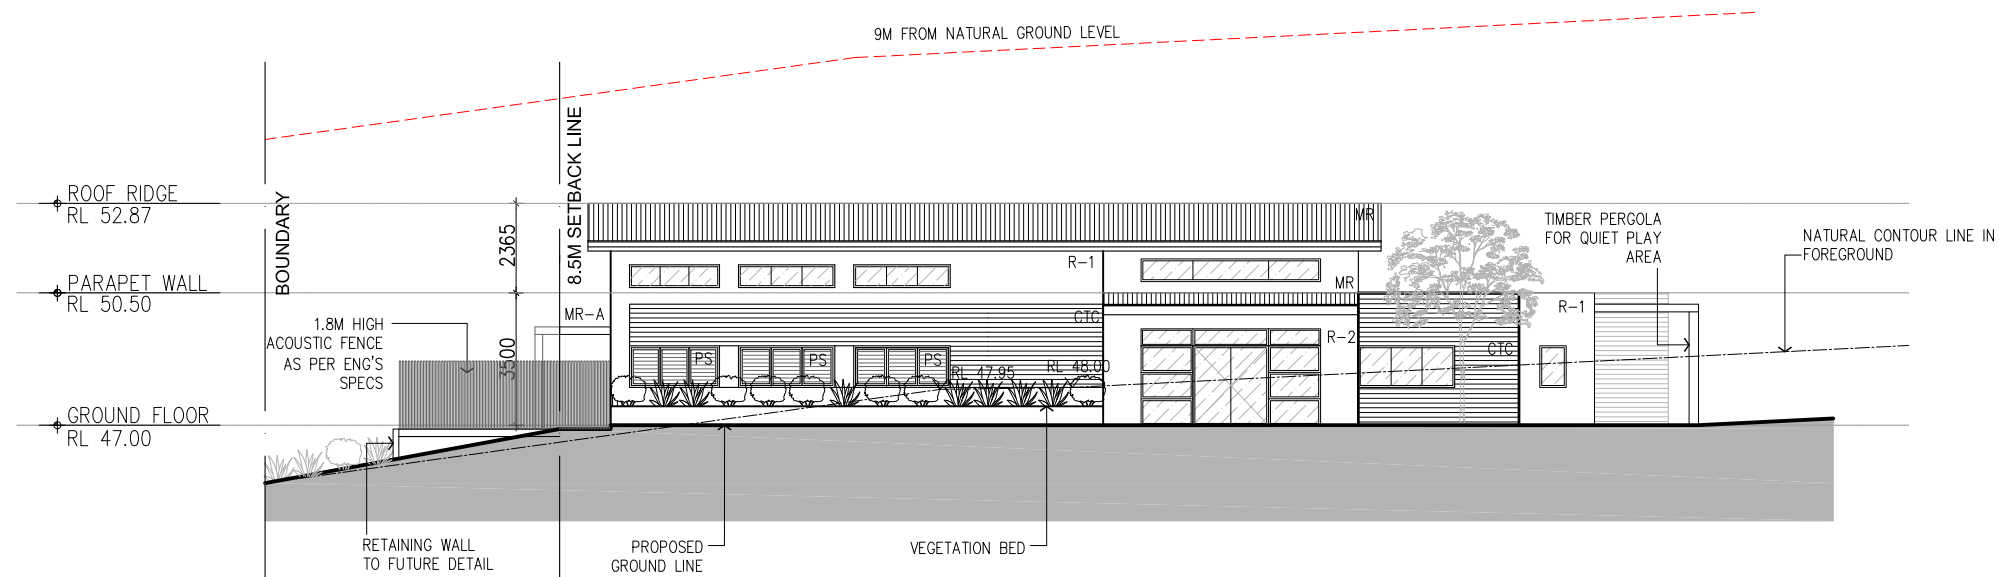 9M FROM NATURAL GROUND LEVEL
ROOF RIDGE
RL 52.87
PARAPET WALL
RL 50.50
GROUND FLOOR
RL 47.00
BOUNDARY
8.5M SETBACK LINE
2365
3500
1.8M HIGH
ACOUSTIC FENCE
AS PER ENG'S
SPECS
MR-A
MR
R-1
MR
CTC
R-2
PS
PS
PS
RL 47.95
RL 48.00
CTC
R-1
TIMBER PERGOLA
FOR QUIET PLAY
AREA
NATURAL CONTOUR LINE IN
FOREGROUND
RETAINING WALL
TO FUTURE DETAIL
PROPOSED
GROUND LINE
VEGETATION BED